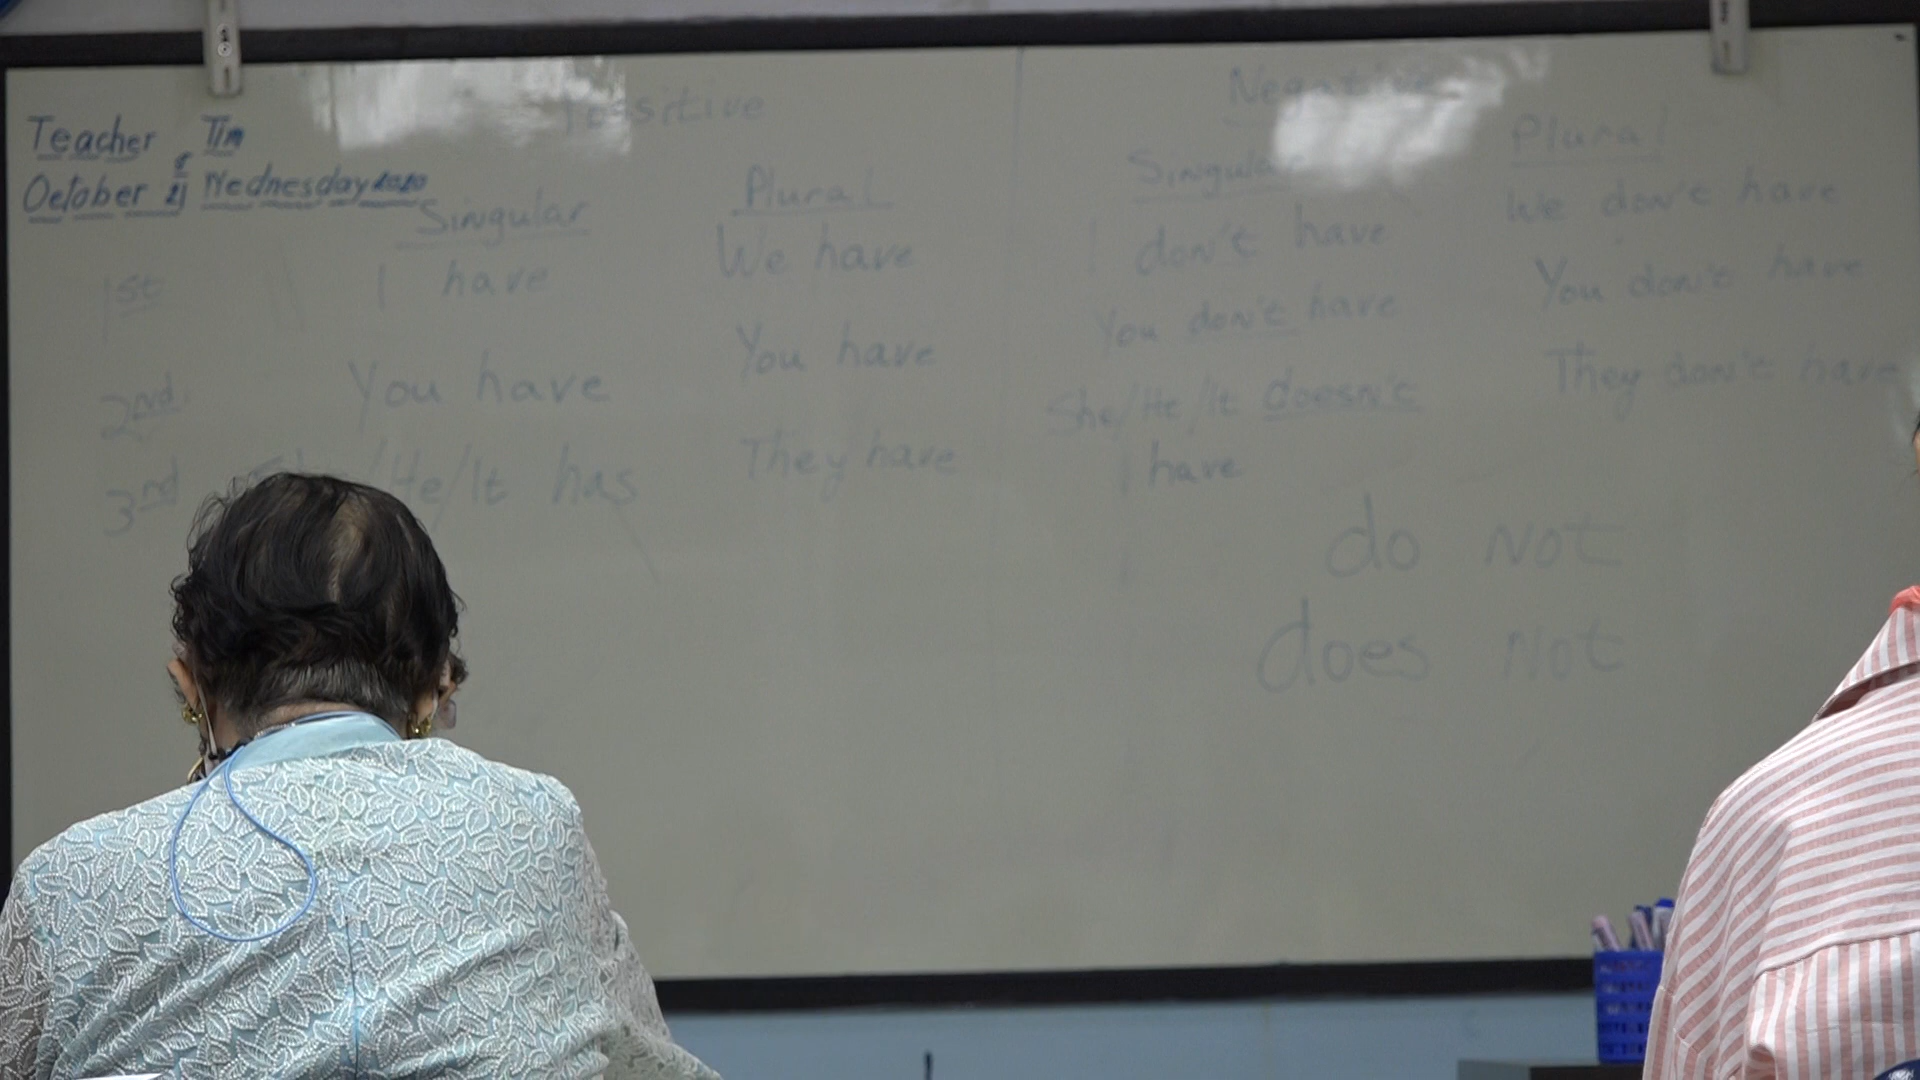 Teacher Tim
October 21 Wednesday 2020
Possitive
Singular Plural
1st I have We have
2nd. You have You have
3rd /He/It has They have
Negative
Singular Plural
I don't have We don't have
You don't have You don't have
She/He/It doesn't They don't have
have
do not
does not